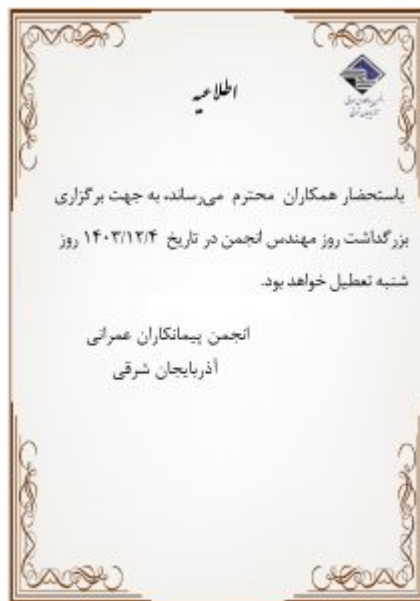 اطلاعیه
باستحضار همکاران محترم می‌رساند، به جهت برگزاری
بزرگداشت روز مهندس انجمن در تاریخ ۱۴۰۳/۱۲/۴ روز
شنبه تعطیل خواهد بود.
انجمن پیمانکاران عمرانی
آذربایجان شرقی